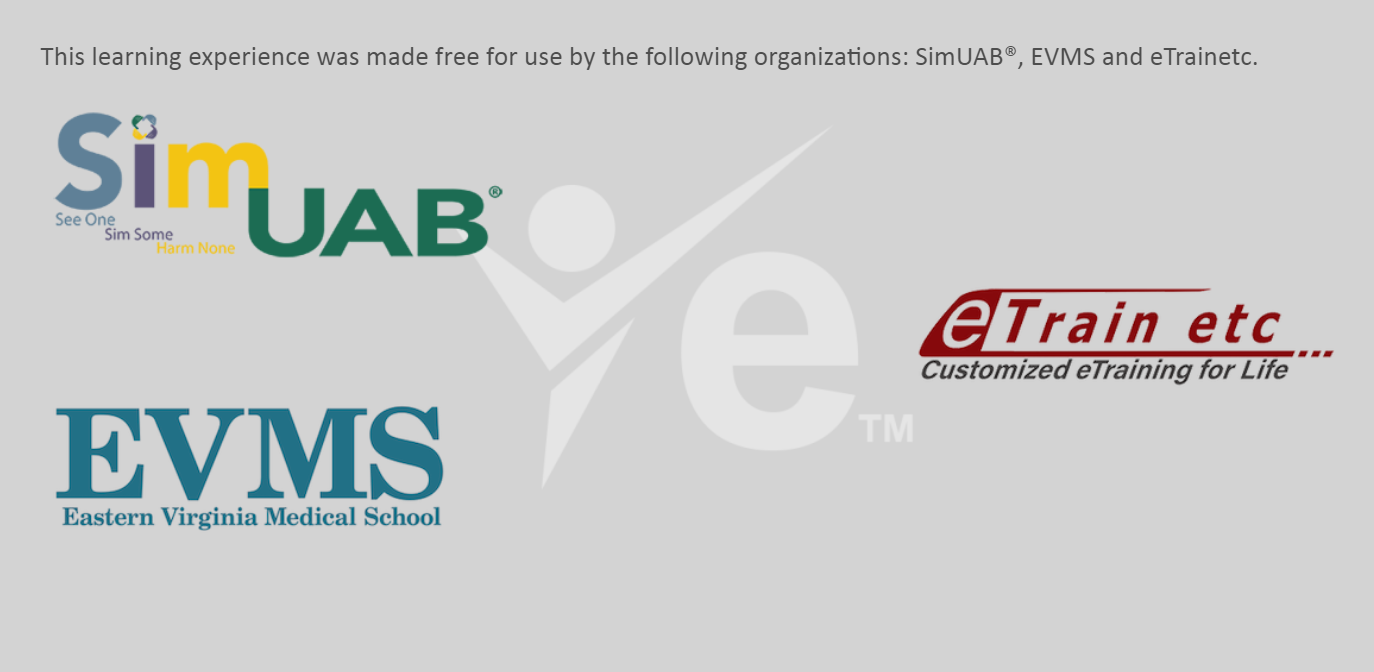 This learning experience was made free for use by the following organizations: SimUAB®, EVMS and eTrainetc.
Sim
UAB®
See One
Sim Some
Harm None
e™
eTrain etc...
Customized eTraining for Life
EVMS
Eastern Virginia Medical School